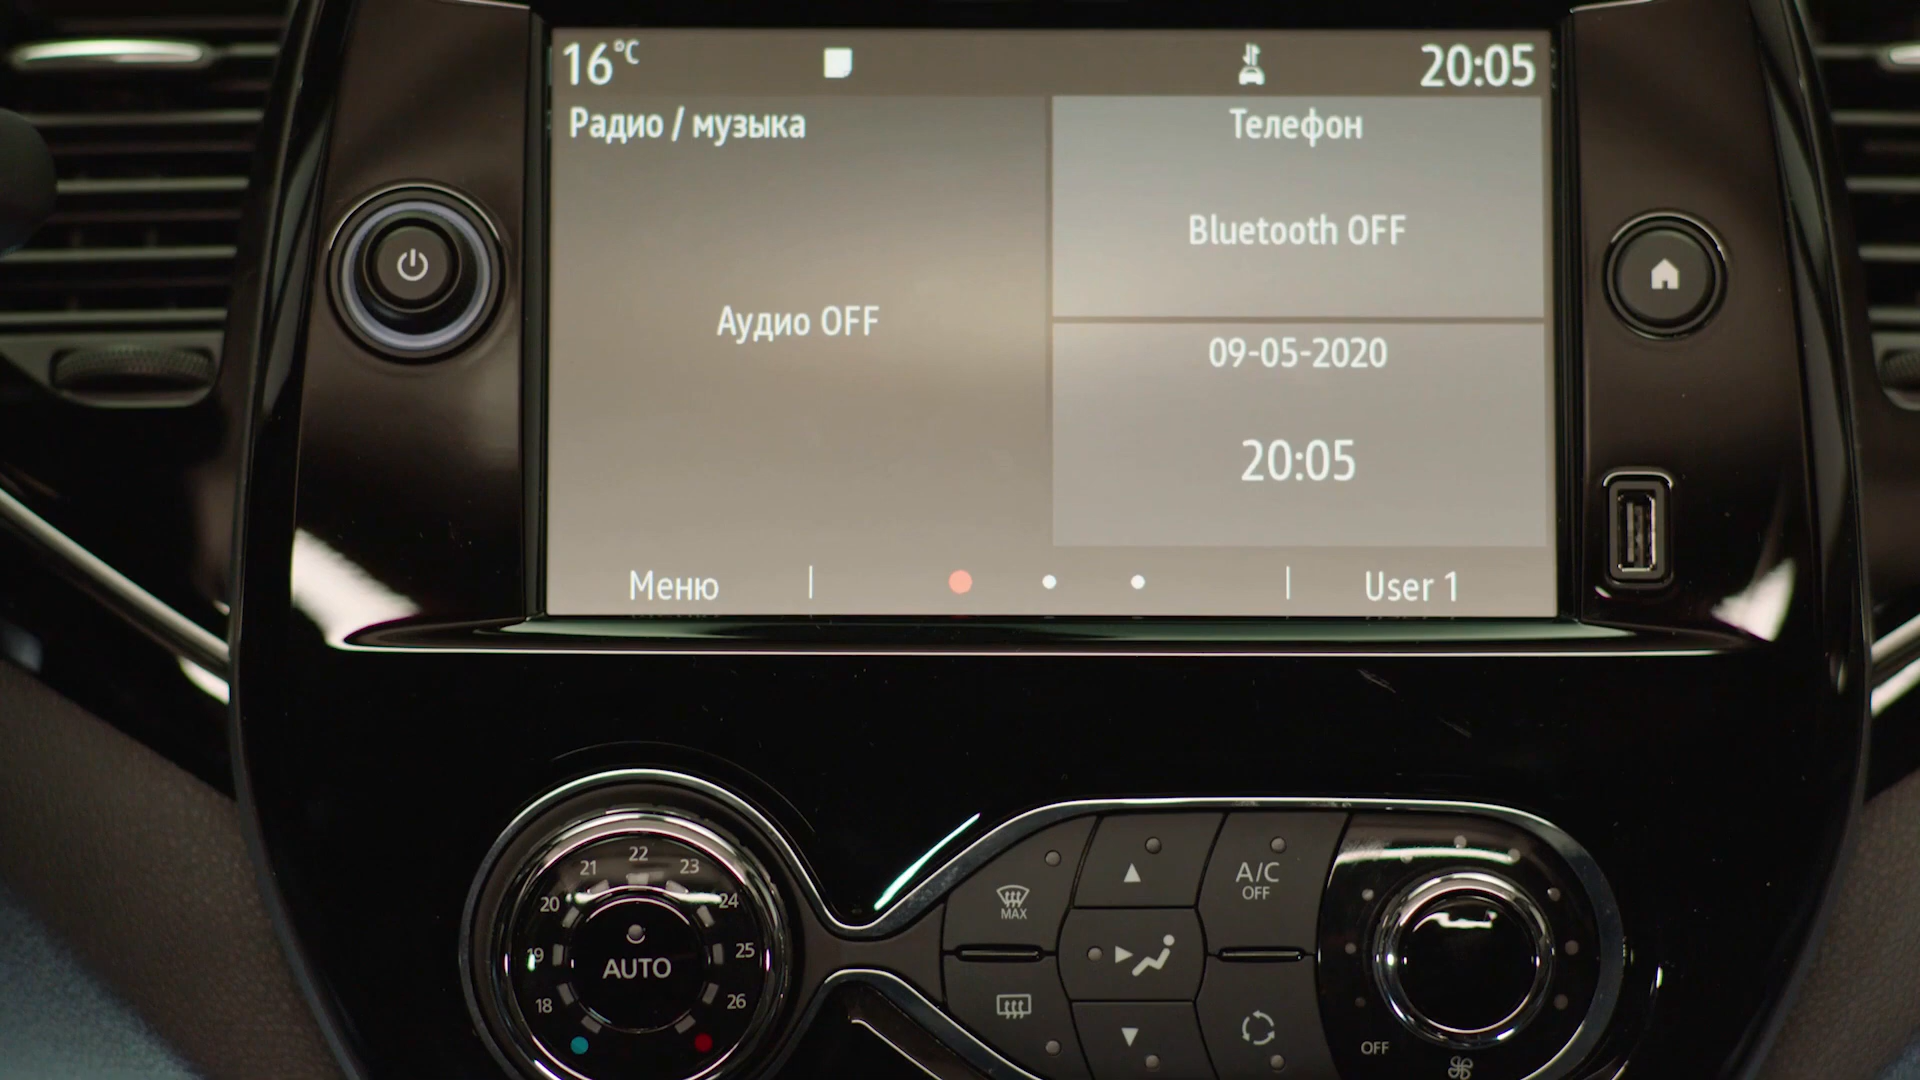 16°C
20:05
Радио / музыка
Телефон
Bluetooth OFF
Аудио OFF
09-05-2020
20:05
Меню
User 1
18
19
20
21
22
23
24
25
26
AUTO
MAX
A/C
OFF
OFF